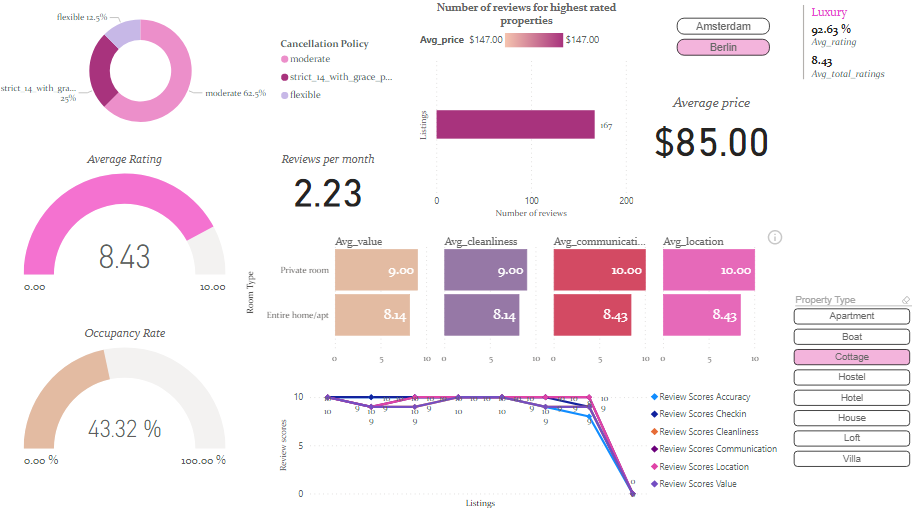 flexible 12.5%
strict_14_with_gra...
25%
moderate 62.5%
Cancellation Policy
moderate
strict_14_with_grace_p...
flexible
Number of reviews for highest rated
properties
Avg_price $147.00 $147.00
Listings
167
0 100 200
Number of reviews
Amsterdam
Berlin
Luxury
92.63 %
Avg_rating
8.43
Avg_total_ratings
Average price
$85.00
Average Rating
8.43
0.00 10.00
Reviews per month
2.23
Occupancy Rate
43.32 %
0.00 % 100.00 %
Room Type
Avg_value Avg_cleanliness Avg_communicati... Avg_location
Private room 9.00 9.00 10.00 10.00
Entire home/apt 8.14 8.14 8.43 8.43
0 5 10 0 5 10 0 5 10 0 5 10
Property Type
Apartment
Boat
Cottage
Hostel
Hotel
House
Loft
Villa
Review scores
10
5
0
Listings
Review Scores Accuracy
Review Scores Checkin
Review Scores Cleanliness
Review Scores Communication
Review Scores Location
Review Scores Value